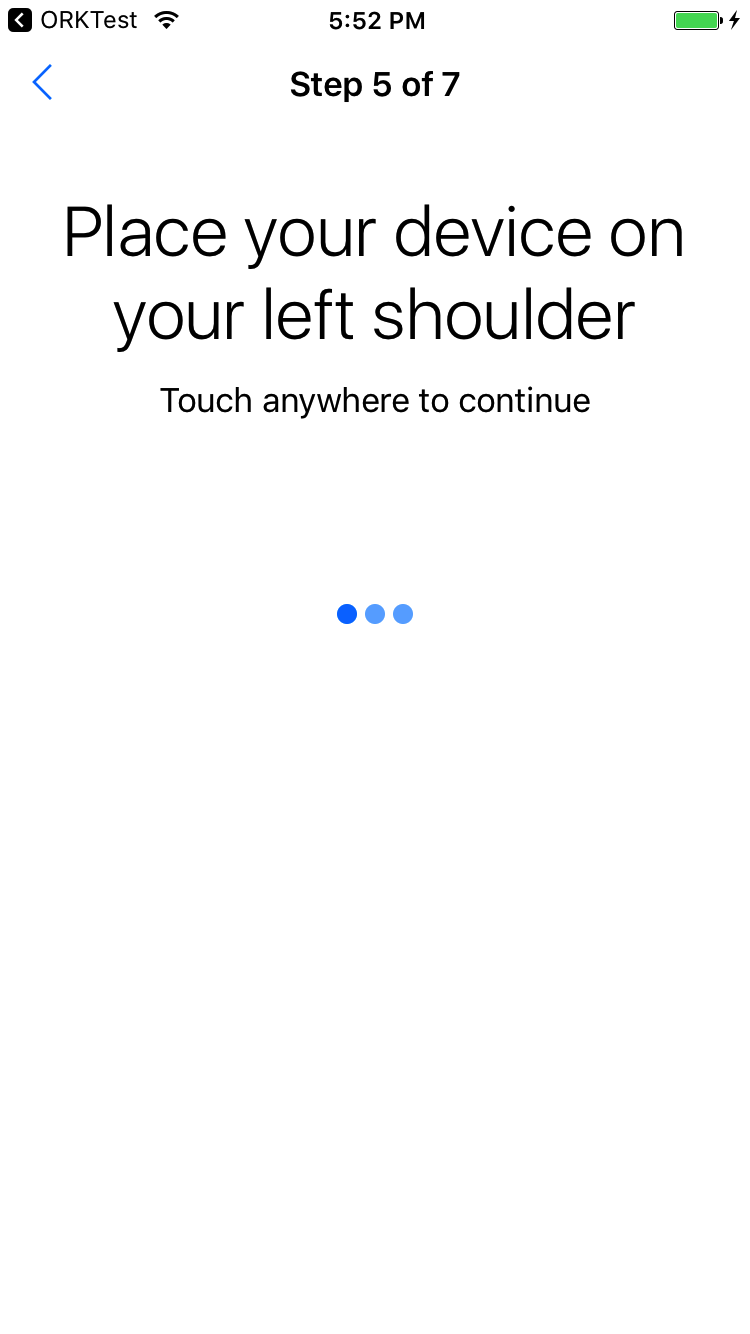 ORKTest
5:52 PM
Step 5 of 7
Place your device on
your left shoulder
Touch anywhere to continue